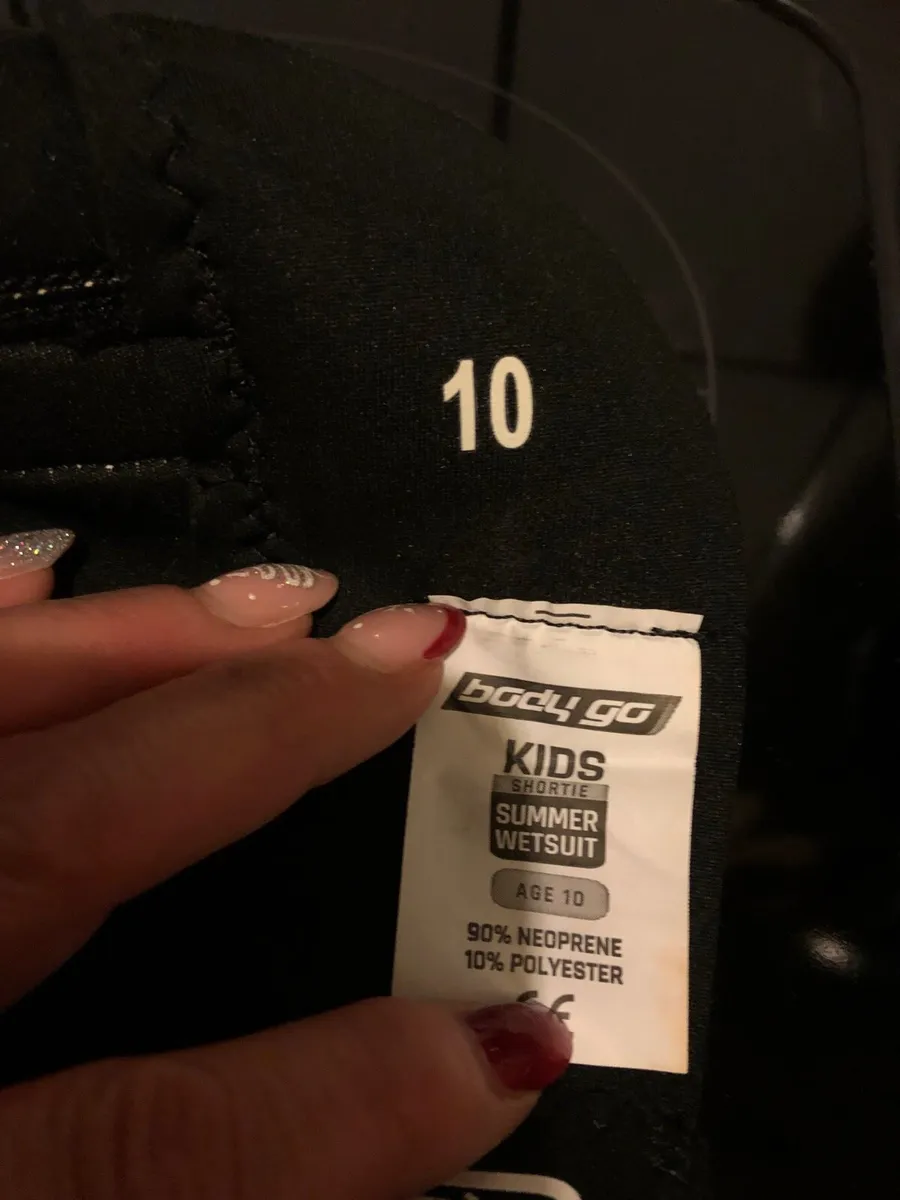 10
body go
KIDS
SHORTIE
SUMMER
WETSUIT
AGE 10
90% NEOPRENE
10% POLYESTER
CE